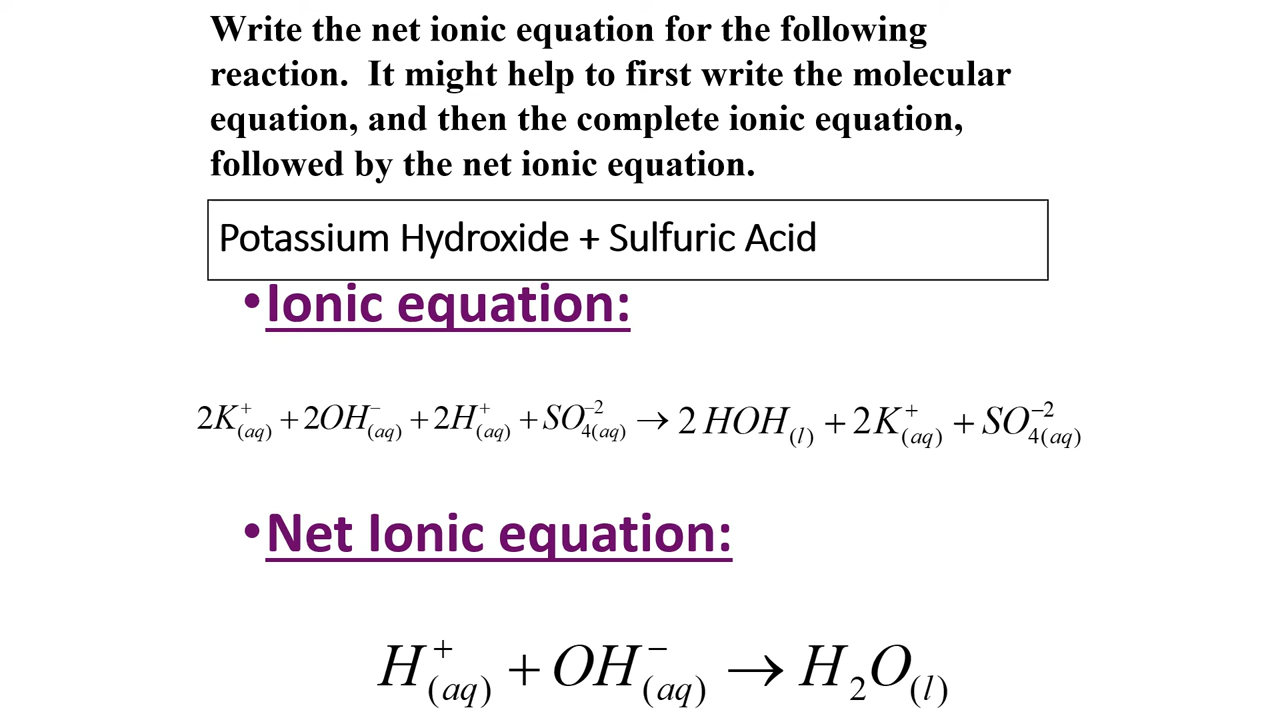 Write the net ionic equation for the following
reaction.  It might help to first write the molecular
equation, and then the complete ionic equation,
followed by the net ionic equation.
Potassium Hydroxide + Sulfuric Acid
•Ionic equation:
2K⁺(aq) + 2OH⁻(aq) + 2H⁺(aq) + SO₄⁻²(aq) → 2 HOH(l) + 2K⁺(aq) + SO₄⁻²(aq)
•Net Ionic equation:
H⁺(aq) + OH⁻(aq) → H₂O(l)